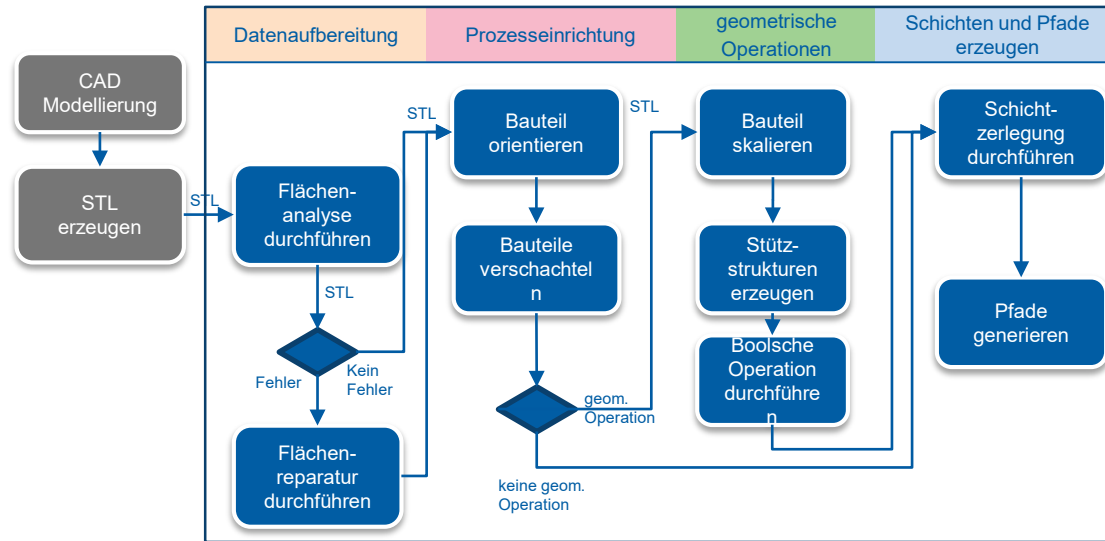 Datenaufbereitung
Prozesseinrichtung
geometrische
Operationen
Schichten und Pfade
erzeugen
CAD
Modellierung
STL
erzeugen
STL
Flächen-
analyse
durchführen
STL
Fehler
Kein
Fehler
Flächen-
reparatur
durchführen
STL
Bauteil
orientieren
Bauteile
verschachtel
n
geom.
Operation
keine geom.
Operation
STL
Bauteil
skalieren
Stütz-
strukturen
erzeugen
Boolsche
Operation
durchführe
n
Schicht-
zerlegung
durchführen
Pfade
generieren